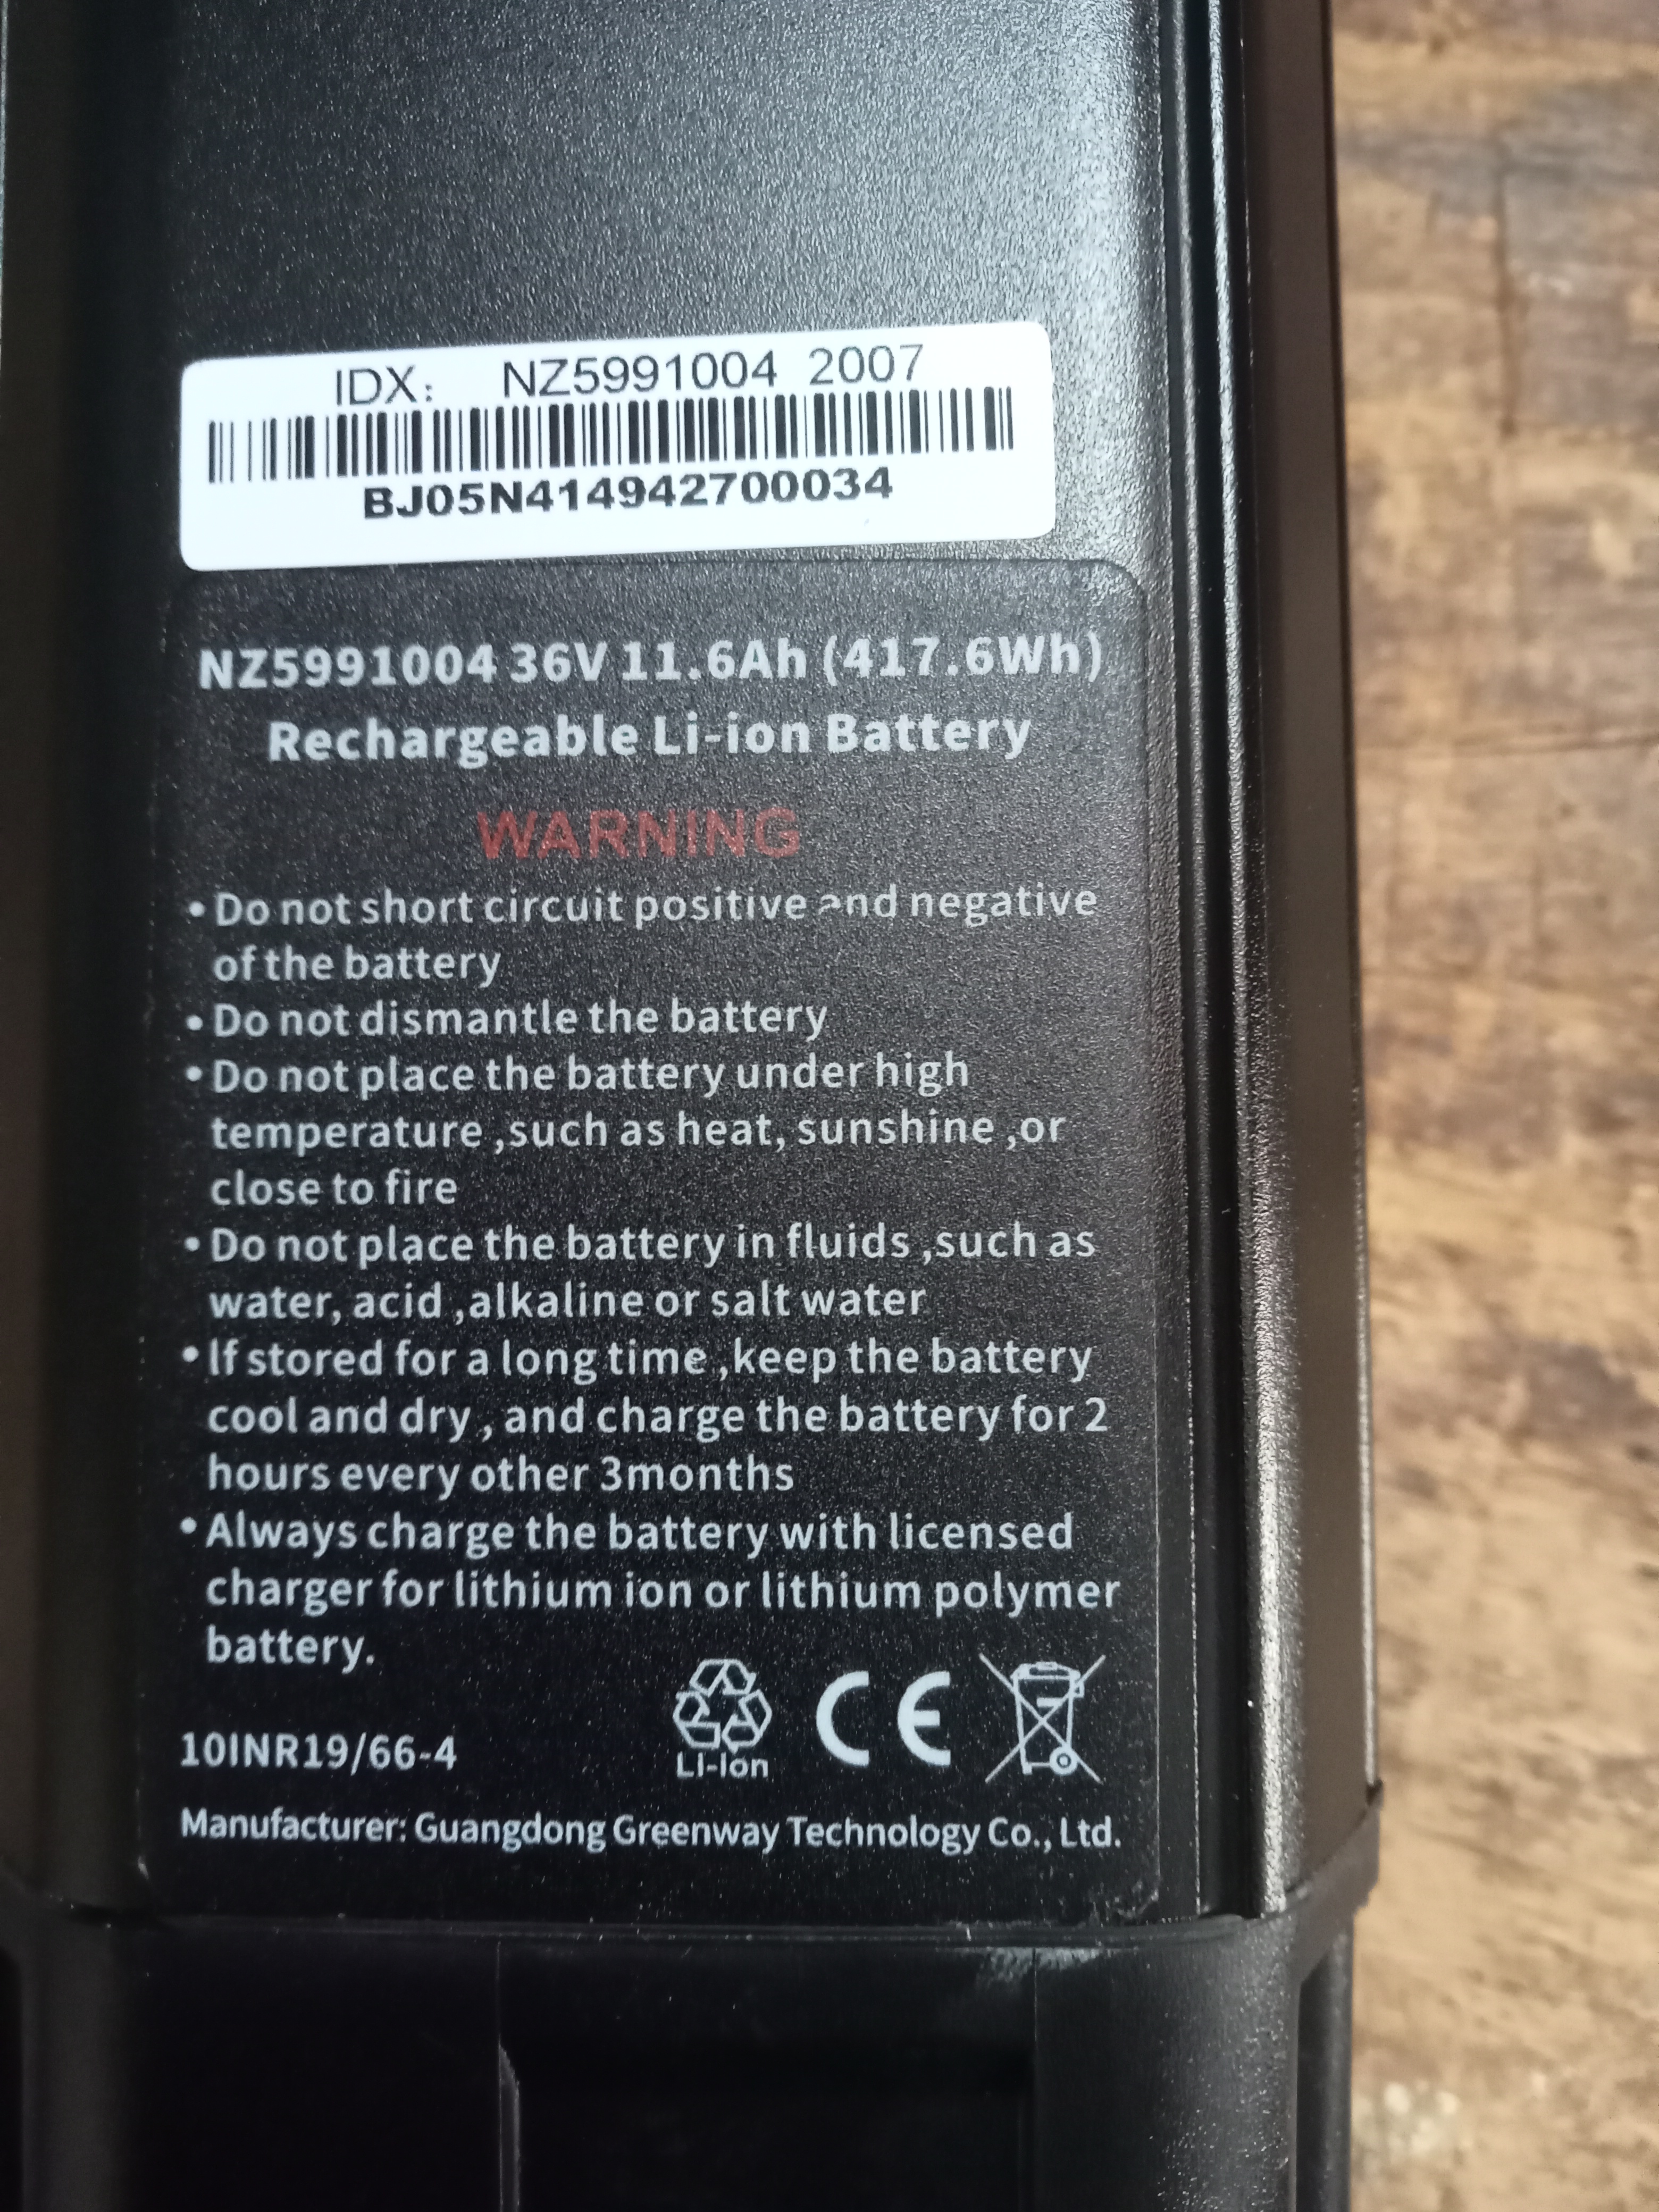 IDX: NZ5991004 2007
BJ05N414942700034
NZ5991004 36V 11.6Ah (417.6Wh)
Rechargeable Li-ion Battery
WARNING
• Do not short circuit positive and negative
of the battery
• Do not dismantle the battery
• Do not place the battery under high
temperature ,such as heat, sunshine ,or
close to fire
• Do not place the battery in fluids ,such as
water, acid ,alkaline or salt water
• If stored for a long time ,keep the battery
cool and dry , and charge the battery for 2
hours every other 3months
• Always charge the battery with licensed
charger for lithium ion or lithium polymer
battery.
Li-Ion
CE
10INR19/66-4
Manufacturer: Guangdong Greenway Technology Co., Ltd.